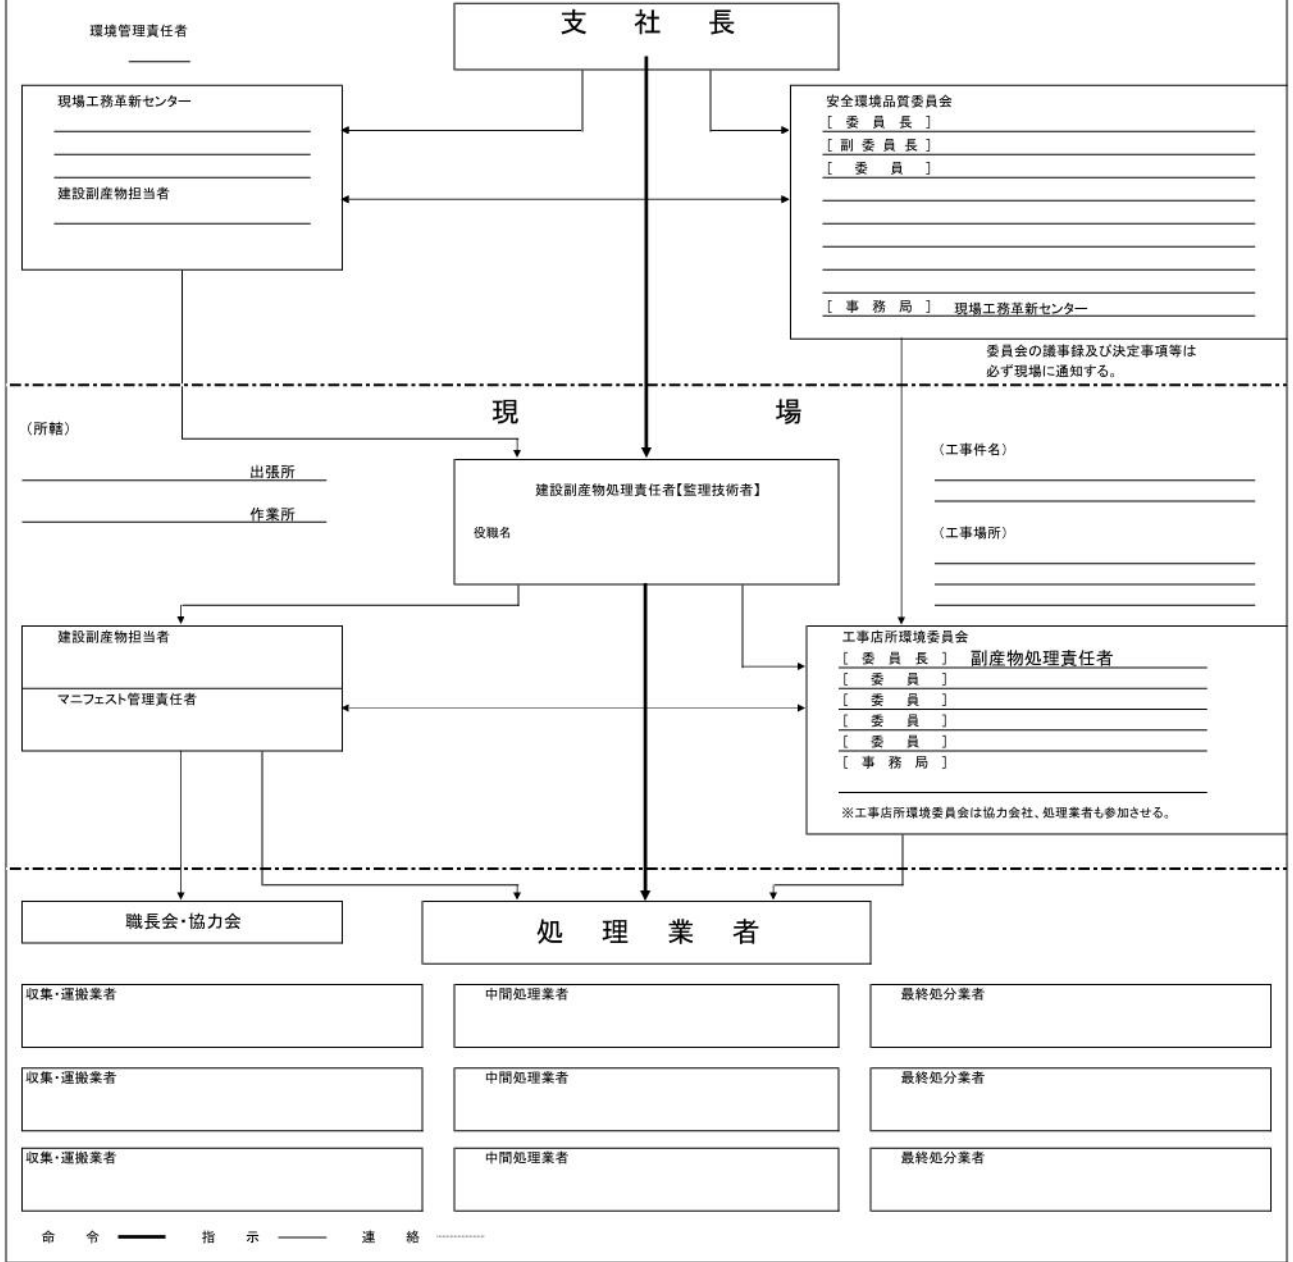 支社長
環境管理責任者
現場工務革新センター
建設副産物担当者
安全環境品質委員会
[ 委員長 ]
[ 副委員長 ]
[ 委員 ]
[ 事務局 ] 現場工務革新センター
委員会の議事録及び決定事項等は
必ず現場に通知する。
現場
（所轄）
出張所
作業所
建設副産物処理責任者【監理技術者】
役職名
（工事件名）
（工事場所）
建設副産物担当者
マニフェスト管理責任者
工事店所環境委員会
[ 委員長 ] 副産物処理責任者
[ 委員 ]
[ 委員 ]
[ 委員 ]
[ 委員 ]
[ 事務局 ]
※工事店所環境委員会は協力会社、処理業者も参加させる。
職長会・協力会
処理業者
収集・運搬業者 中間処理業者 最終処分業者
収集・運搬業者 中間処理業者 最終処分業者
収集・運搬業者 中間処理業者 最終処分業者
命令 指示 連絡